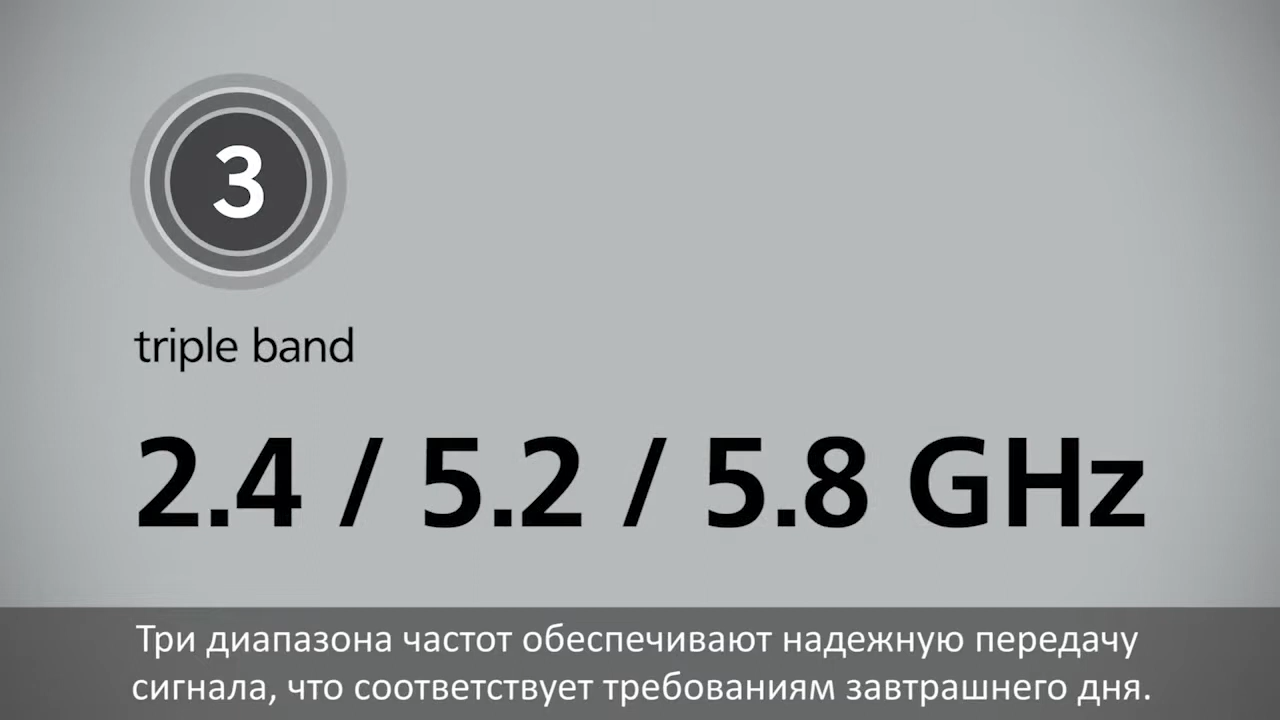 3
triple band
2.4 / 5.2 / 5.8 GHz
Три диапазона частот обеспечивают надежную передачу
сигнала, что соответствует требованиям завтрашнего дня.